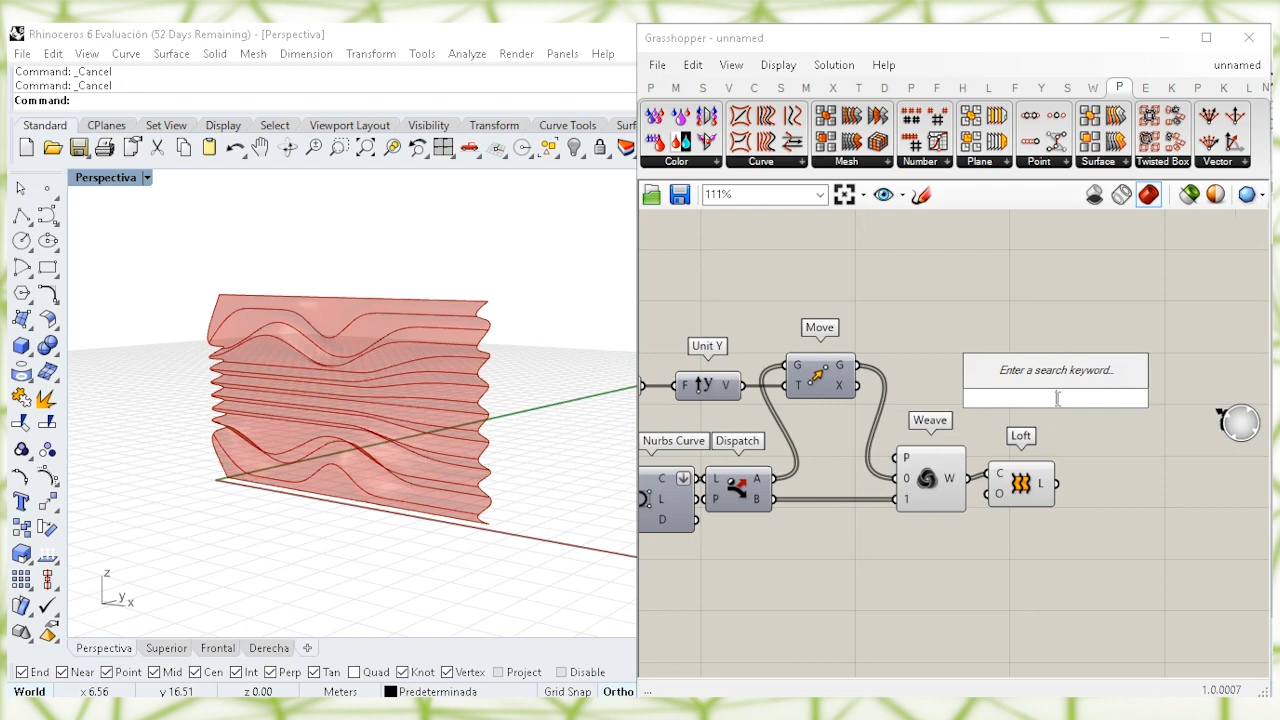 Rhinoceros 6 Evaluación (52 Days Remaining) - [Perspectiva]
File Edit View Curve Surface Solid Mesh Dimension Transform Tools Analyze Render Panels Help
Command: _Cancel
Command: _Cancel
Command:
Standard CPlanes Set View Display Select Viewport Layout Visibility Transform Curve Tools Surf
Perspectiva
z
y
x
Perspectiva Superior Frontal Derecha
End Near Point Mid Cen Int Perp Tan Quad Knot Vertex Project Disable
World x 6.56 y 16.51 z 0.00 Meters Predeterminada Grid Snap Ortho
Grasshopper - unnamed
File Edit View Display Solution Help unnamed
P M S V C S M X T D P F H L F Y S W P E K P K L N
Color Curve Mesh Number Plane Point Surface Twisted Box Vector
111%
Move
Unit Y
G G
T X
F y V
Enter a search keyword...
Weave
Loft
Nurbs Curve Dispatch
P
0 W
1
C L
O
C L A
L P B
D
... 1.0.0007